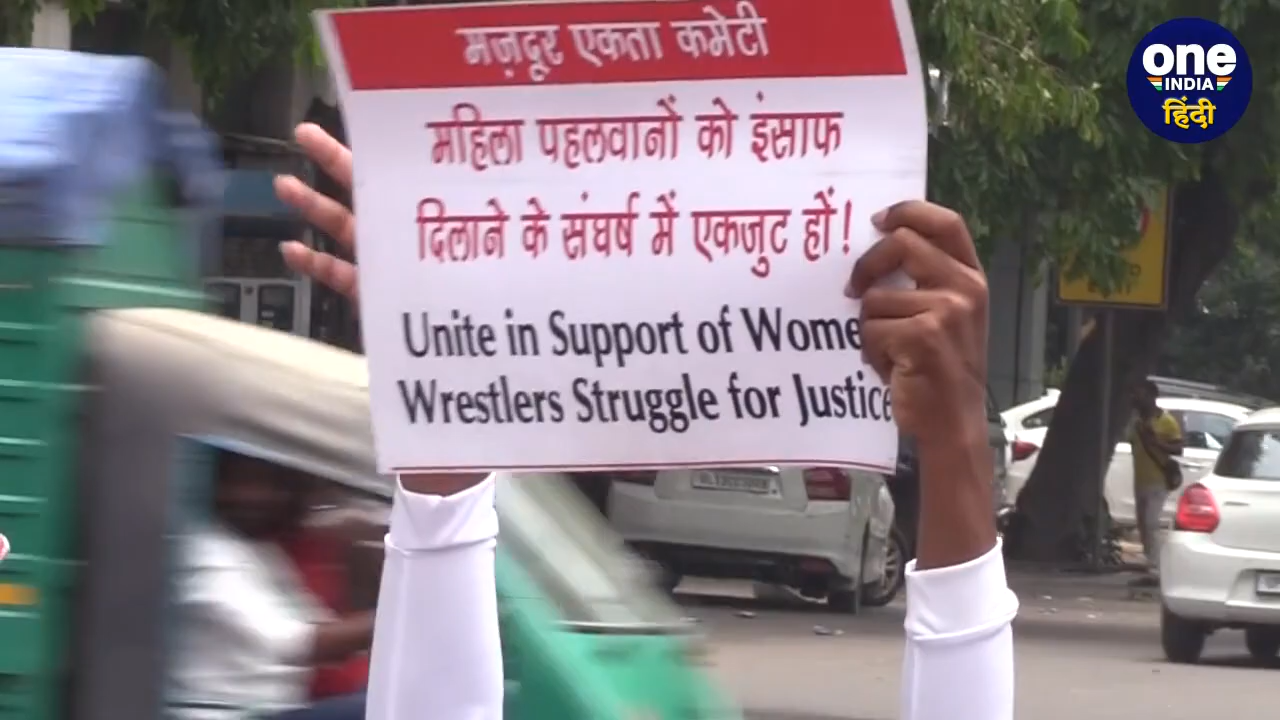 मज़दूर एकता कमेटी
महिला पहलवानों को इंसाफ
दिलाने के संघर्ष में एकजुट हों!
Unite in Support of Wome
Wrestlers Struggle for Justice
one
INDIA
हिंदी